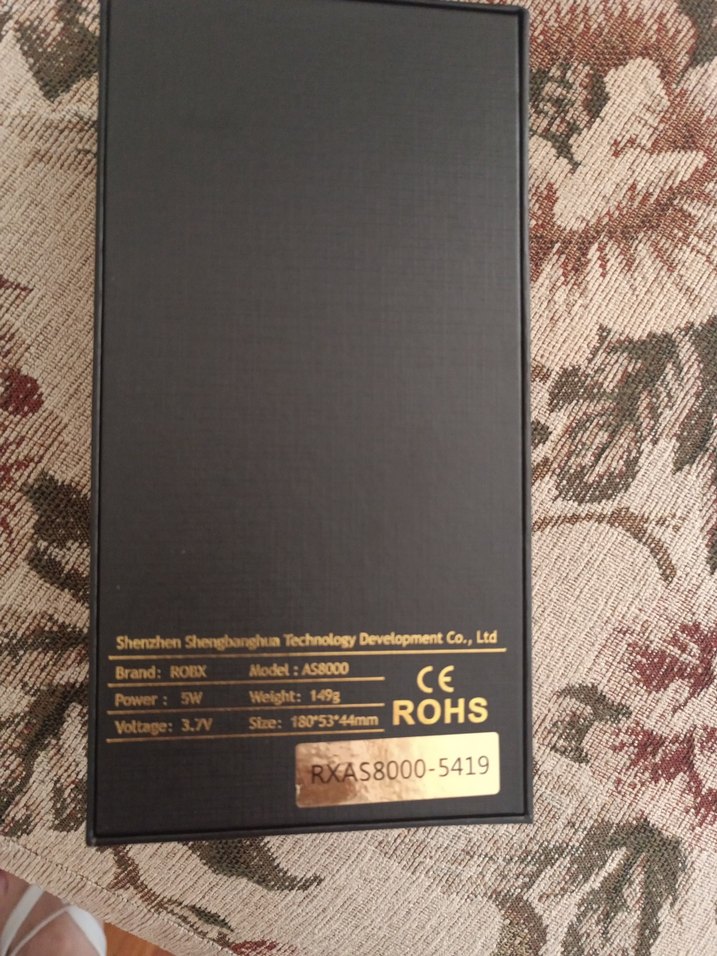 Shenzhen Shengbanghua Technology Development Co., Ltd
Brand: ROBX Model : AS8000
Power : 5W Weight: 149g
Voltage: 3.7V Size: 180*53*44mm
CE
ROHS
RXAS8000-5419